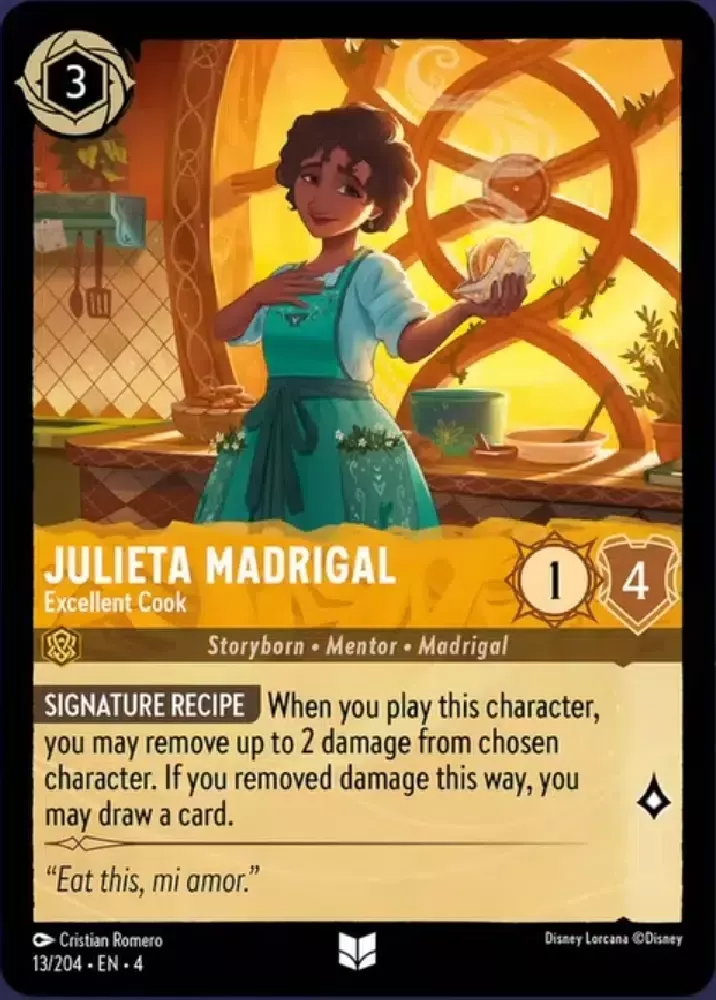 3
JULIETA MADRIGAL
Excellent Cook
1
4
Storyborn • Mentor • Madrigal
SIGNATURE RECIPE When you play this character,
you may remove up to 2 damage from chosen
character. If you removed damage this way, you
may draw a card.
“Eat this, mi amor.”
Cristian Romero
13/204 • EN • 4
Disney Lorcana ©Disney